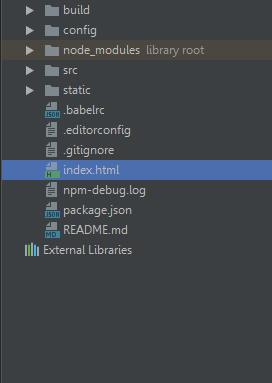 build
config
node_modules library root
src
static
.babelrc
.editorconfig
.gitignore
index.html
npm-debug.log
package.json
README.md
External Libraries